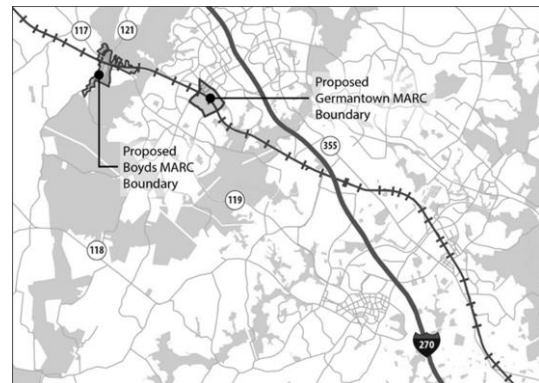 117
121
Proposed
Germantown MARC
Boundary
Proposed
Boyds MARC
Boundary
355
119
118
270